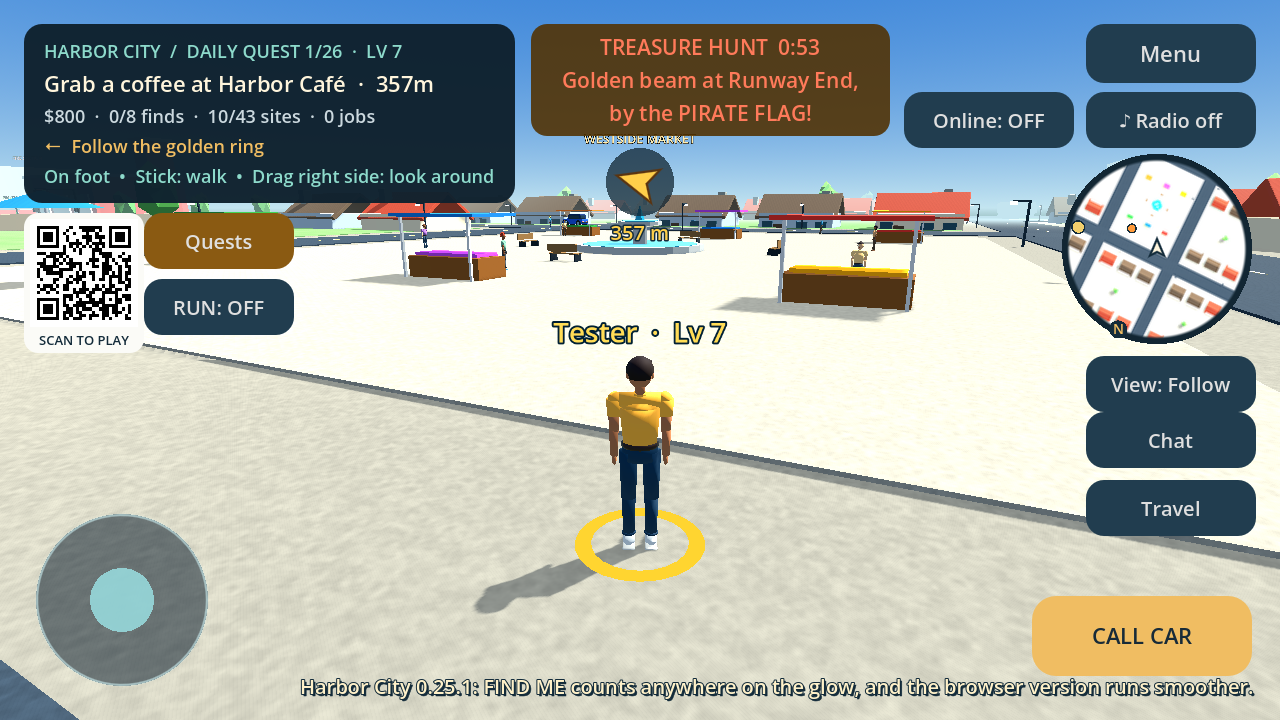 HARBOR CITY / DAILY QUEST 1/26 · LV 7
Grab a coffee at Harbor Café · 357m
$800 · 0/8 finds · 10/43 sites · 0 jobs
← Follow the golden ring
On foot • Stick: walk • Drag right side: look around
TREASURE HUNT 0:53
Golden beam at Runway End,
by the PIRATE FLAG!
Menu
Online: OFF
♪ Radio off
WESTSIDE MARKET
357 m
Quests
RUN: OFF
SCAN TO PLAY
N
Tester · Lv 7
View: Follow
Chat
Travel
CALL CAR
Harbor City 0.25.1: FIND ME counts anywhere on the glow, and the browser version runs smoother.